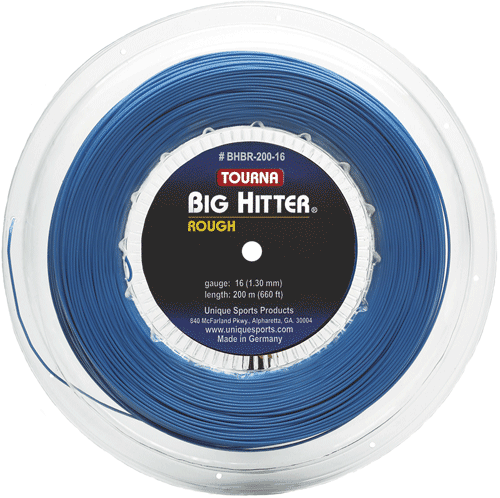 # BHBR-200-16
TOURNA
BIG HITTER®
ROUGH
gauge: 16 (1.30 mm)
length: 200 m (660 ft)
Unique Sports Products
840 McFarland Pkwy., Alpharetta, GA. 30004
www.uniquesports.com
Made in Germany